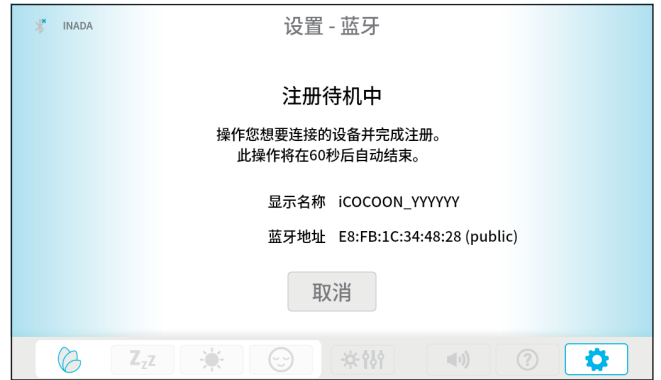 INADA
设置 - 蓝牙
注册待机中
操作您想要连接的设备并完成注册。
此操作将在60秒后自动结束。
显示名称 iCOCOON_YYYYYY
蓝牙地址 E8:FB:1C:34:48:28 (public)
取消
ZzZ